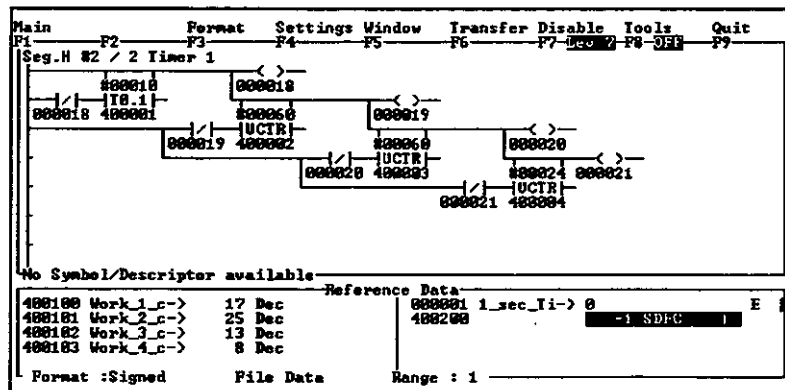 Main Format Settings Window Transfer Disable Tools Quit
F1 F2 F3 F4 F5 F6 F7 F8 OFF F9
Seg.H #2 / 2 Timer 1
#00010 000018
T0.1
000018 400001 #00060 000019
UCTR
000019 400002 #00060 000020
UCTR
000020 400003 #00024 000021
UCTR
000021 400004
No Symbol/Descriptor available
Reference Data
400100 Work_1_c-> 17 Dec 000001 1_sec_Ti-> 0 E
400101 Work_2_c-> 25 Dec 400200
400102 Work_3_c-> 13 Dec
400103 Work_4_c-> 8 Dec
Format :Signed File Data Range : 1